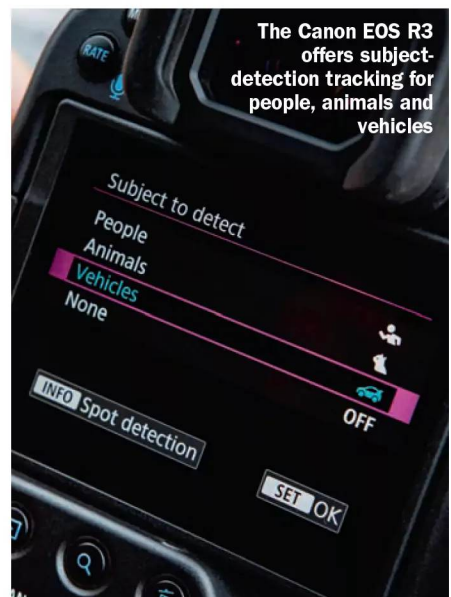 The Canon EOS R3
offers subject-
detection tracking for
people, animals and
vehicles
RATE
Subject to detect
People
Animals
Vehicles
None
OFF
INFO Spot detection
SET OK